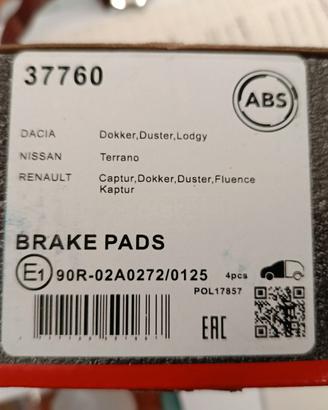 37760
ABS
DACIA Dokker,Duster,Lodgy
NISSAN Terrano
RENAULT Captur,Dokker,Duster,Fluence
Kaptur
BRAKE PADS
E1 90R-02A0272/0125 4pcs
POL17857
EAC